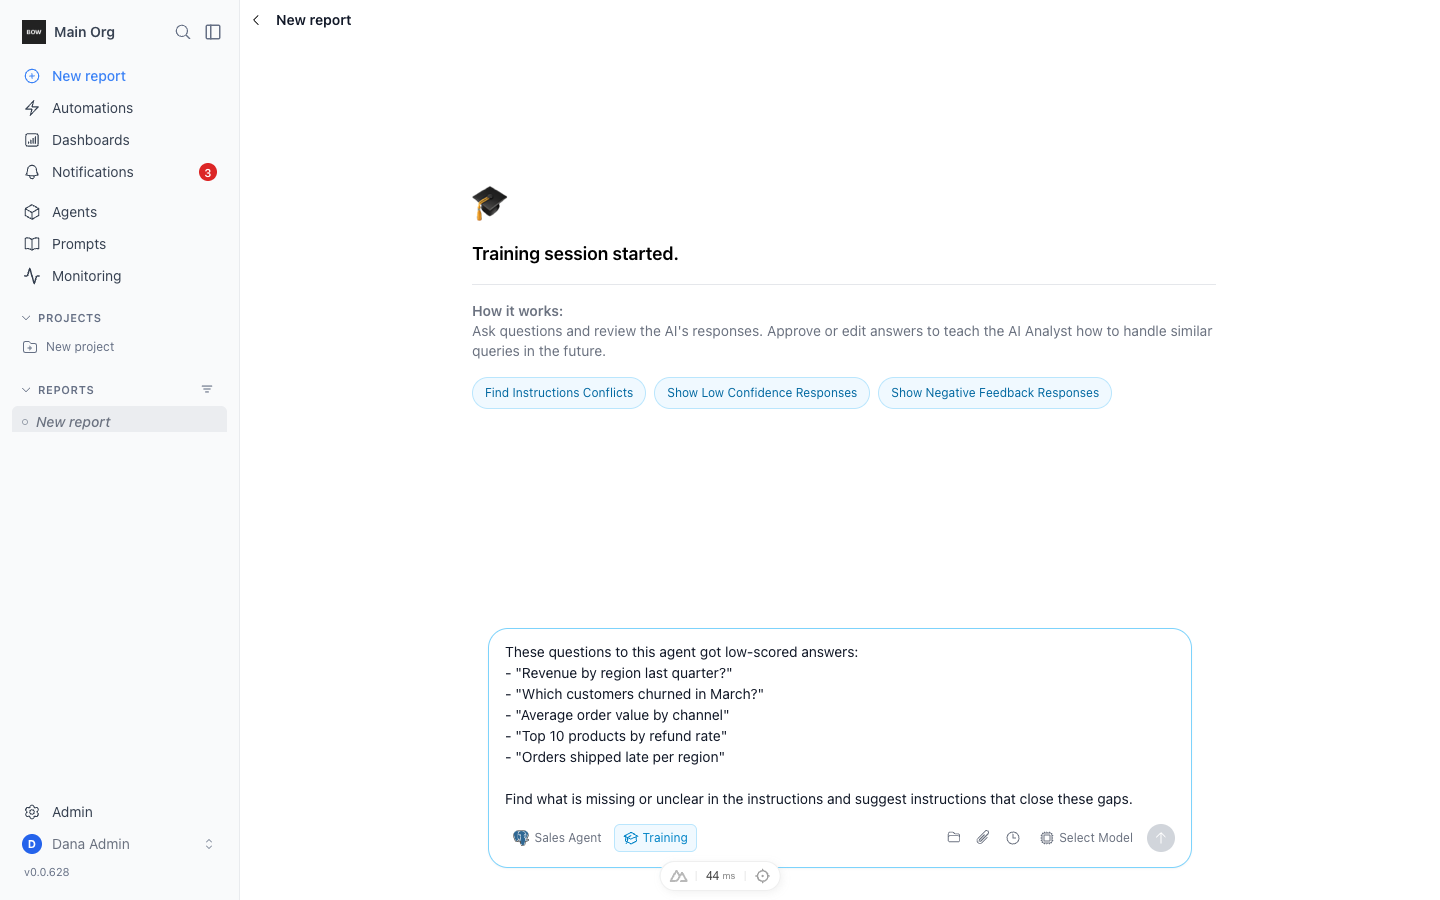 BOW Main Org
New report
Automations
Dashboards
Notifications 3
Agents
Prompts
Monitoring
PROJECTS
New project
REPORTS
New report
Admin
D Dana Admin
v0.0.628
New report
Training session started.
How it works:
Ask questions and review the AI's responses. Approve or edit answers to teach the AI Analyst how to handle similar
queries in the future.
Find Instructions Conflicts Show Low Confidence Responses Show Negative Feedback Responses
These questions to this agent got low-scored answers:
- "Revenue by region last quarter?"
- "Which customers churned in March?"
- "Average order value by channel"
- "Top 10 products by refund rate"
- "Orders shipped late per region"
Find what is missing or unclear in the instructions and suggest instructions that close these gaps.
Sales Agent Training Select Model
44 ms